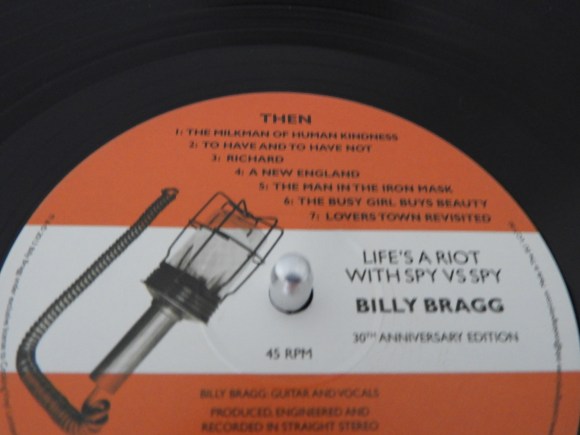 THEN
1: THE MILKMAN OF HUMAN KINDNESS
2: TO HAVE AND TO HAVE NOT
3: RICHARD
4: A NEW ENGLAND
5: THE MAN IN THE IRON MASK
6: THE BUSY GIRL BUYS BEAUTY
7: LOVERS TOWN REVISITED
LIFE'S A RIOT
WITH SPY VS SPY
BILLY BRAGG
30TH ANNIVERSARY EDITION
45 RPM
BILLY BRAGG: GUITAR AND VOCALS
PRODUCED, ENGINEERED AND
RECORDED IN STRAIGHT STEREO